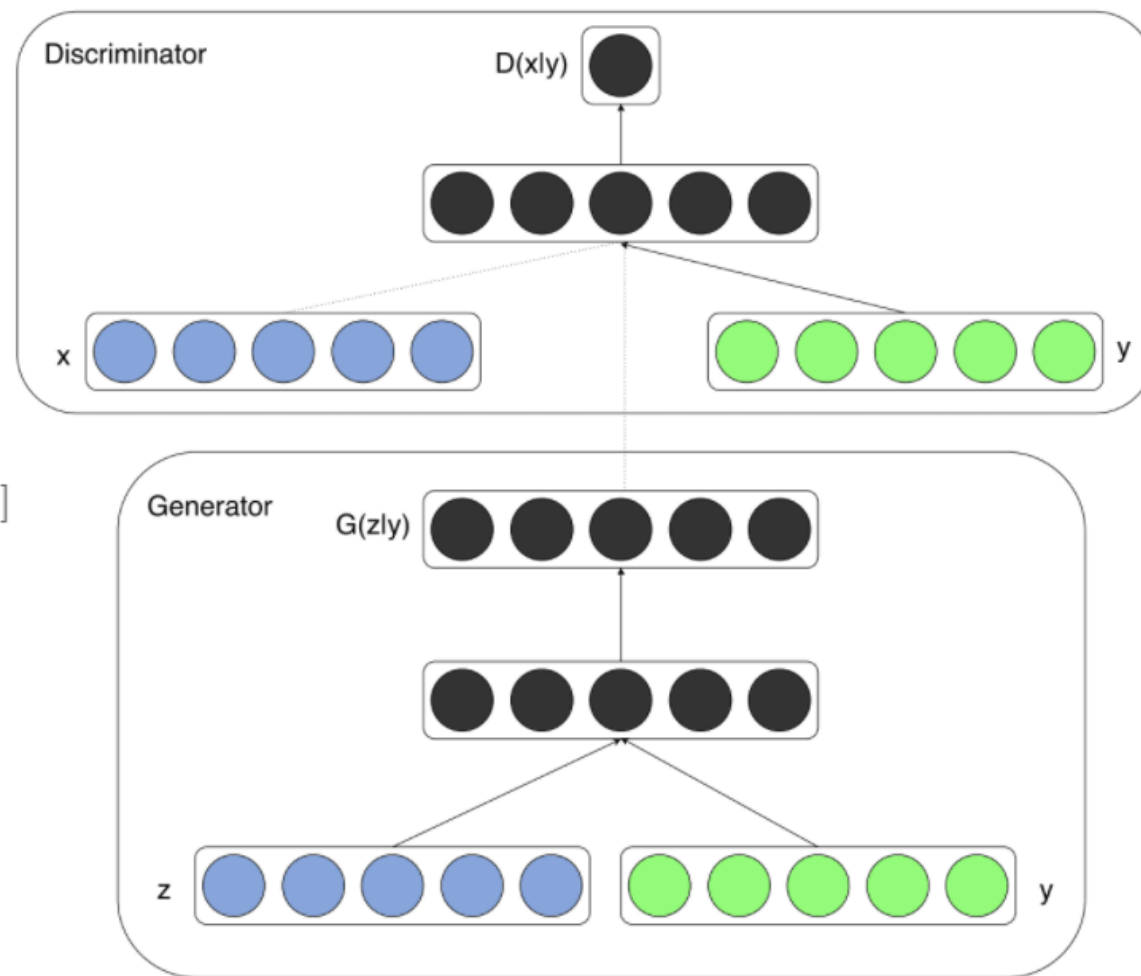 Discriminator
D(x|y)
x
y
]
Generator
G(z|y)
z
y